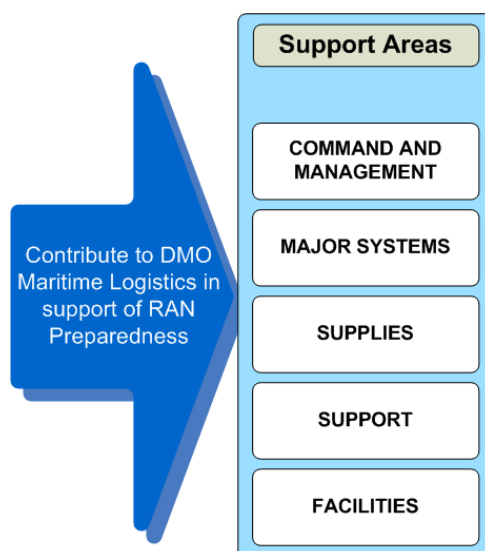 Support Areas
COMMAND AND
MANAGEMENT
MAJOR SYSTEMS
SUPPLIES
SUPPORT
FACILITIES
Contribute to DMO
Maritime Logistics in
support of RAN
Preparedness